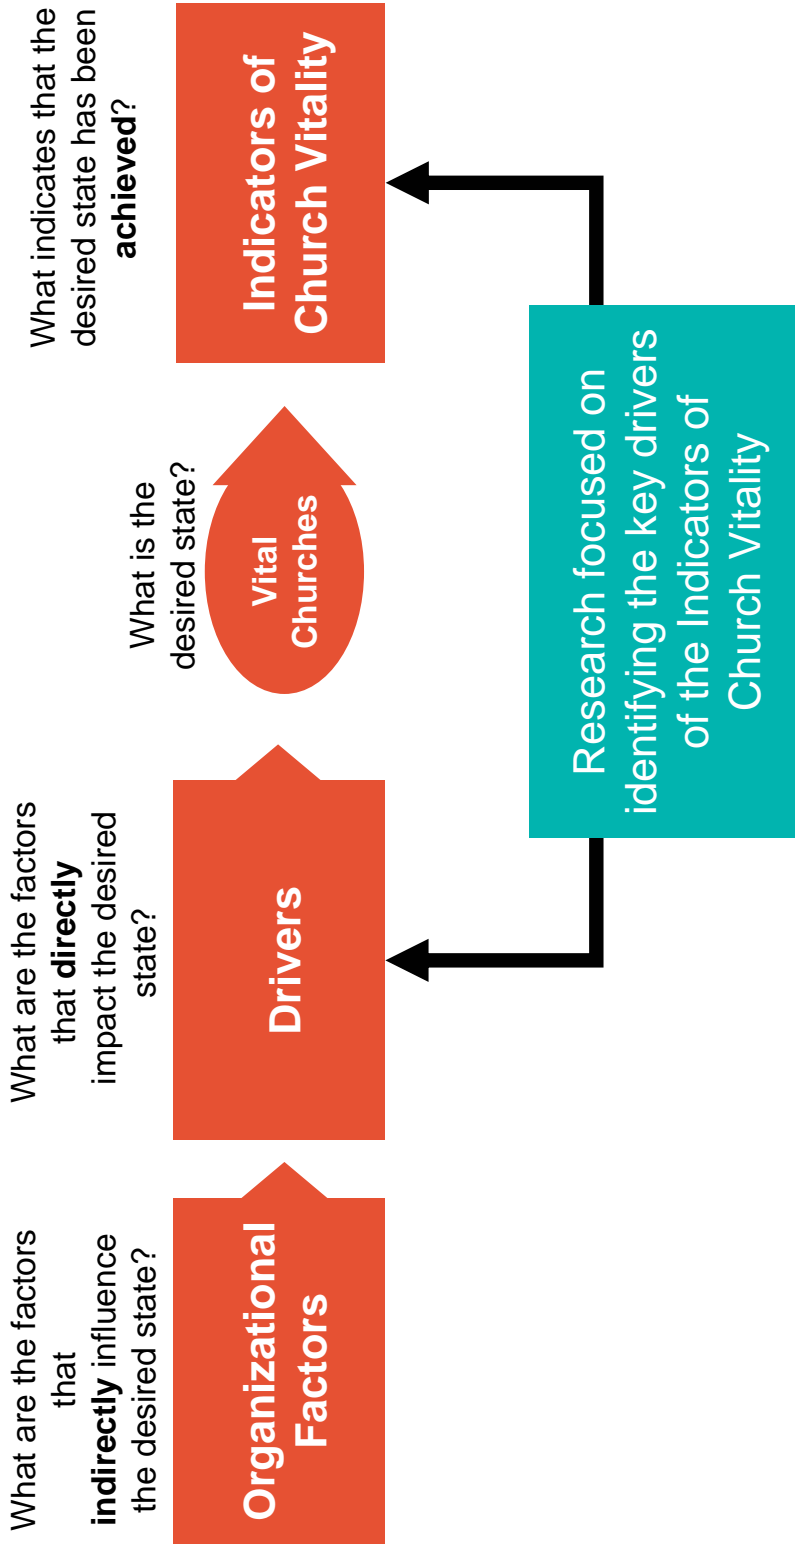 What are the factors
that
indirectly influence
the desired state?
Organizational
Factors
What are the factors
that directly
impact the desired
state?
Drivers
What is the
desired state?
Vital
Churches
What indicates that the
desired state has been
achieved?
Indicators of
Church Vitality
Research focused on
identifying the key drivers
of the Indicators of
Church Vitality